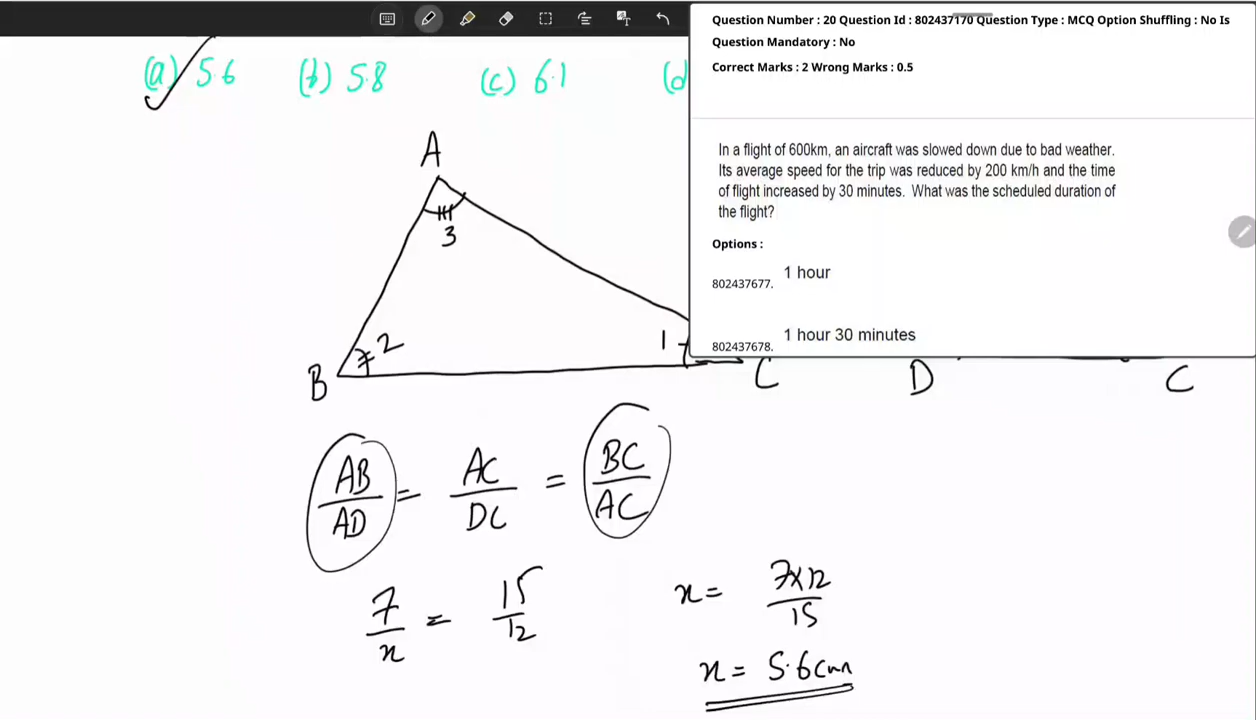 Question Number : 20 Question Id : 802437170 Question Type : MCQ Option Shuffling : No Is
Question Mandatory : No
Correct Marks : 2 Wrong Marks : 0.5
(a) 5.6 (b) 5.8 (c) 6.1 (d
In a flight of 600km, an aircraft was slowed down due to bad weather.
Its average speed for the trip was reduced by 200 km/h and the time
of flight increased by 30 minutes. What was the scheduled duration of
the flight?
Options :
802437677. 1 hour
802437678. 1 hour 30 minutes
A
3
2
1
B
C
D
C
AB/AD = AC/DC = BC/AC
7/x = 15/12
x = 7x12/15
x = 5.6cm